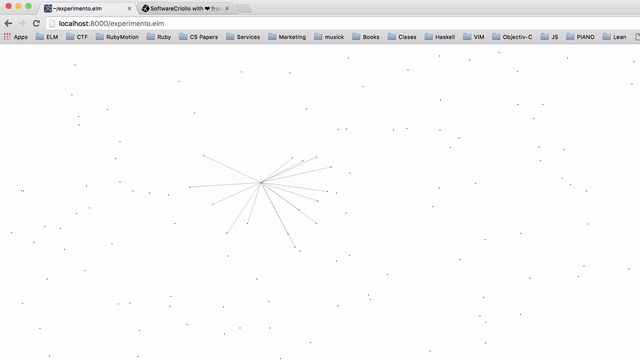 ~/experimento.elm
SoftwareCriollo with ❤ from
localhost:8000/experimento.elm
Apps ELM CTF RubyMotion Ruby CS Papers Services Marketing musick Books Clases Haskell VIM Objectiv-C JS PIANO Lean